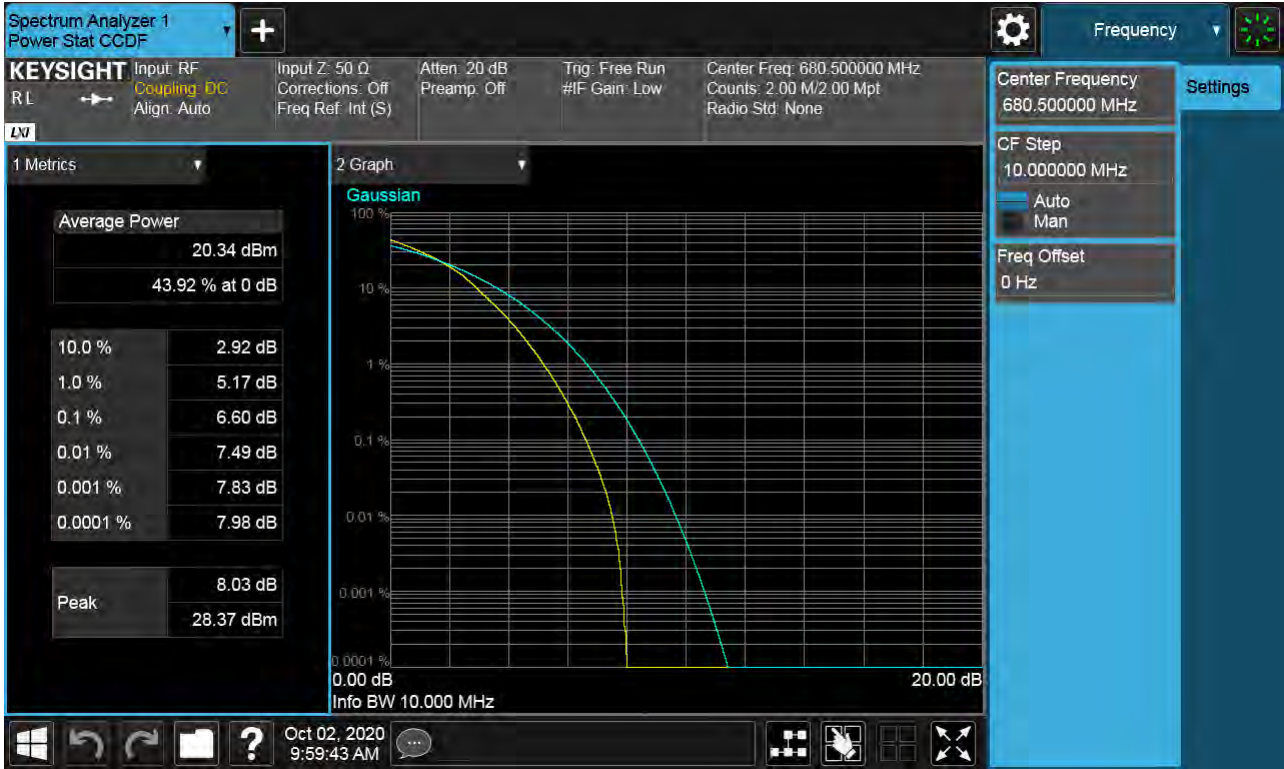 Spectrum Analyzer 1
Power Stat CCDF
+
Frequency
KEYSIGHT
RL
LXI
Input: RF
Coupling: DC
Align: Auto
Input Z: 50 Ω
Corrections: Off
Freq Ref: Int (S)
Atten: 20 dB
Preamp: Off
Trig: Free Run
#IF Gain: Low
Center Freq: 680.500000 MHz
Counts: 2.00 M/2.00 Mpt
Radio Std: None
Center Frequency
680.500000 MHz
Settings
CF Step
10.000000 MHz
Auto
Man
Freq Offset
0 Hz
1 Metrics
Average Power
20.34 dBm
43.92 % at 0 dB
10.0 % 2.92 dB
1.0 % 5.17 dB
0.1 % 6.60 dB
0.01 % 7.49 dB
0.001 % 7.83 dB
0.0001 % 7.98 dB
Peak
8.03 dB
28.37 dBm
2 Graph
Gaussian
100 %
10 %
1 %
0.1 %
0.01 %
0.001 %
0.0001 %
0.00 dB 20.00 dB
Info BW 10.000 MHz
?
Oct 02, 2020
9:59:43 AM